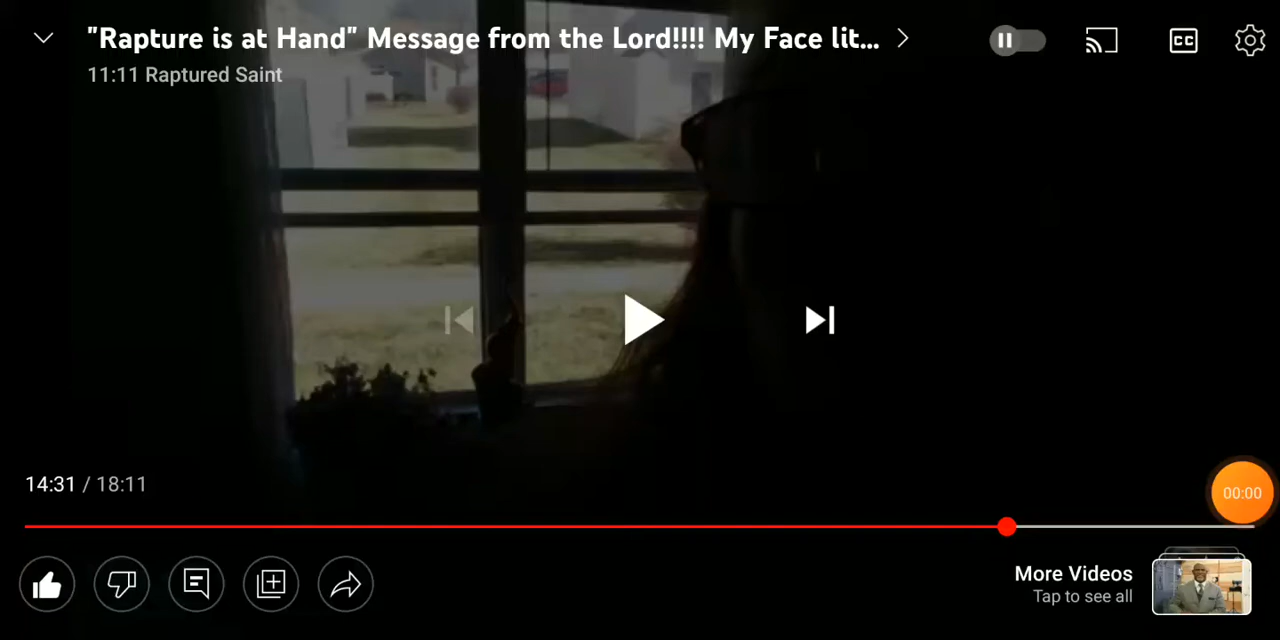 "Rapture is at Hand" Message from the Lord!!!! My Face lit...
11:11 Raptured Saint
CC
14:31 / 18:11
00:00
More Videos
Tap to see all